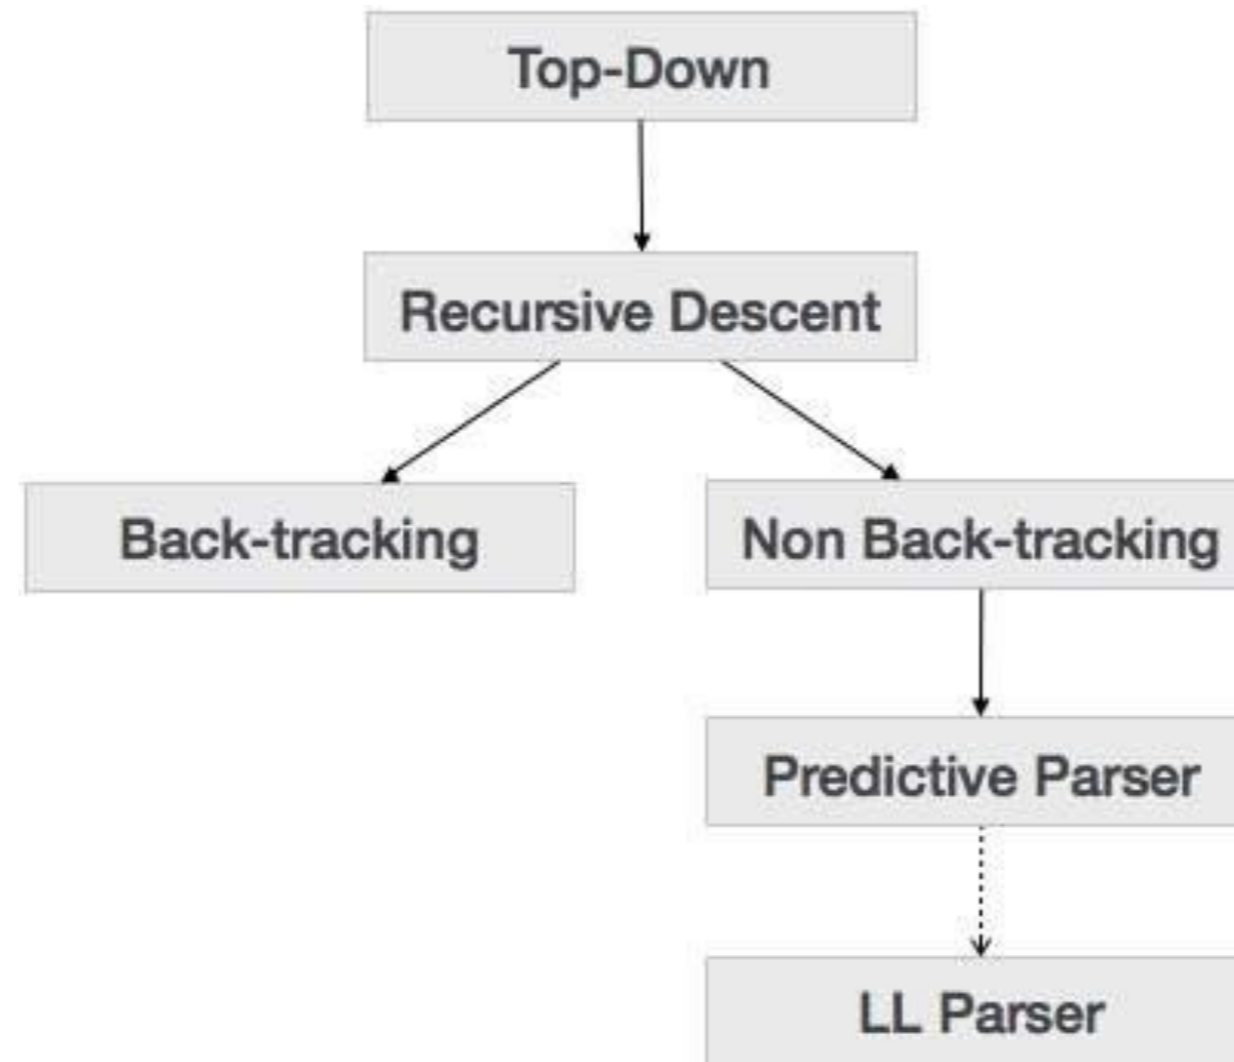 Top-Down
Recursive Descent
Back-tracking
Non Back-tracking
Predictive Parser
LL Parser